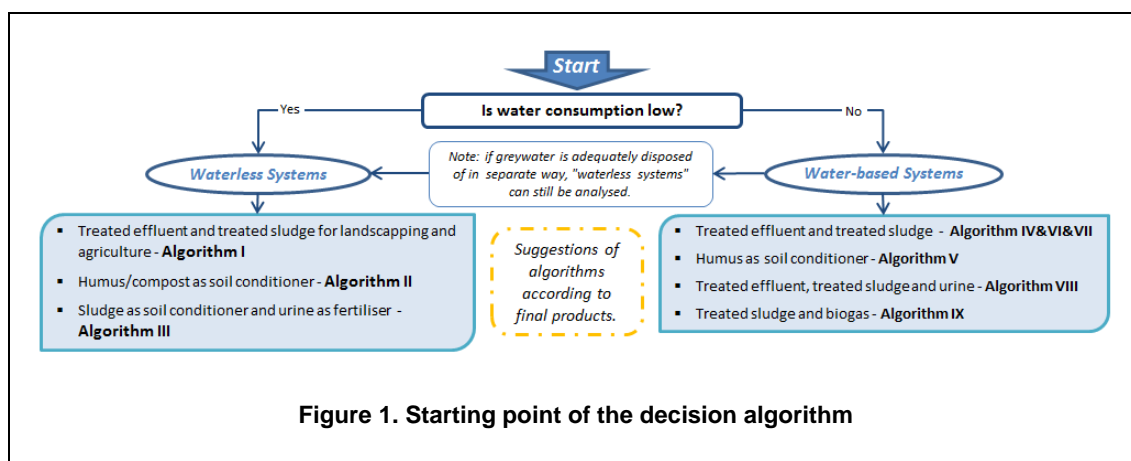 Start
Is water consumption low?
Yes
No
Waterless Systems
Note: if greywater is adequately disposed
of in separate way, "waterless systems"
can still be analysed.
Water-based Systems
▪ Treated effluent and treated sludge for landscapping and
agriculture - Algorithm I
▪ Humus/compost as soil conditioner - Algorithm II
▪ Sludge as soil conditioner and urine as fertiliser -
Algorithm III
Suggestions of
algorithms
according to
final products.
▪ Treated effluent and treated sludge - Algorithm IV&VI&VII
▪ Humus as soil conditioner - Algorithm V
▪ Treated effluent, treated sludge and urine - Algorithm VIII
▪ Treated sludge and biogas - Algorithm IX
Figure 1. Starting point of the decision algorithm